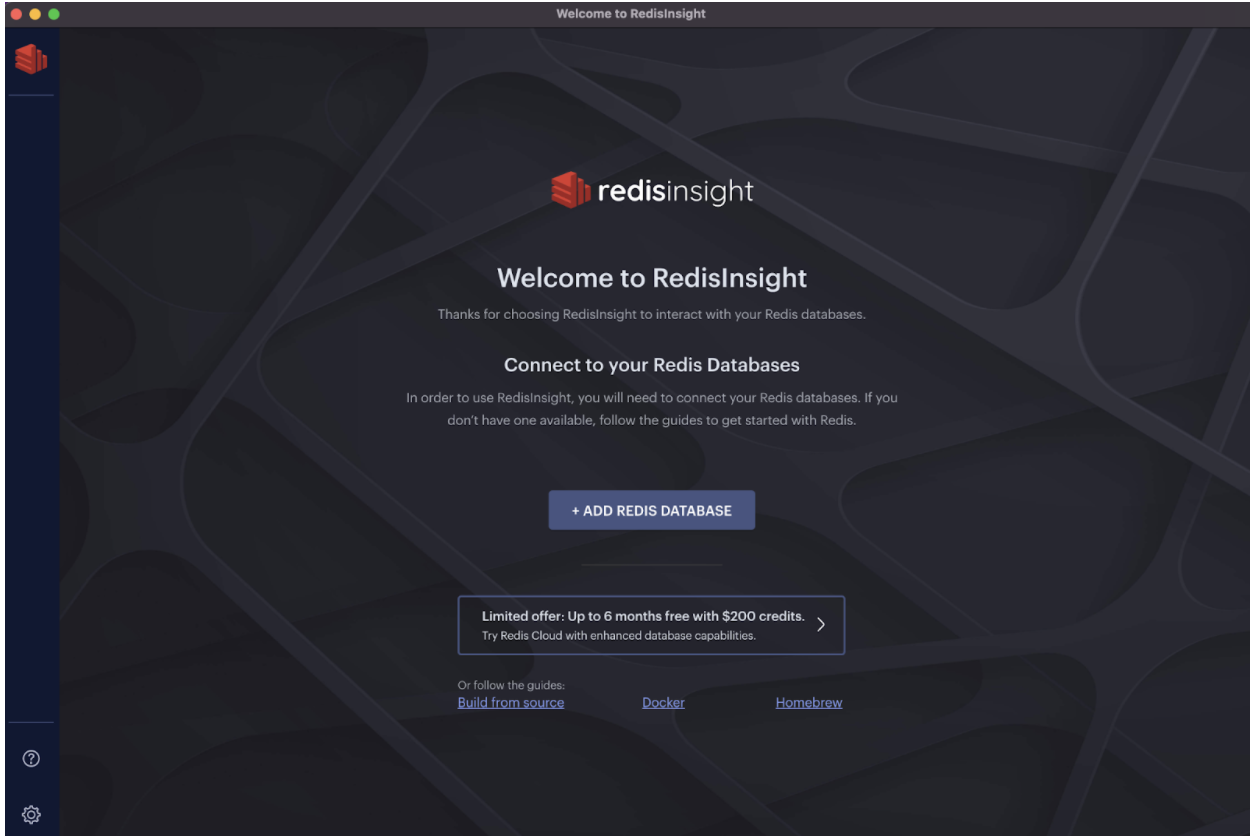 Welcome to RedisInsight
redisinsight
Welcome to RedisInsight
Thanks for choosing RedisInsight to interact with your Redis databases.
Connect to your Redis Databases
In order to use RedisInsight, you will need to connect your Redis databases. If you
don't have one available, follow the guides to get started with Redis.
+ ADD REDIS DATABASE
Limited offer: Up to 6 months free with $200 credits.
Try Redis Cloud with enhanced database capabilities.
Or follow the guides:
Build from source Docker Homebrew